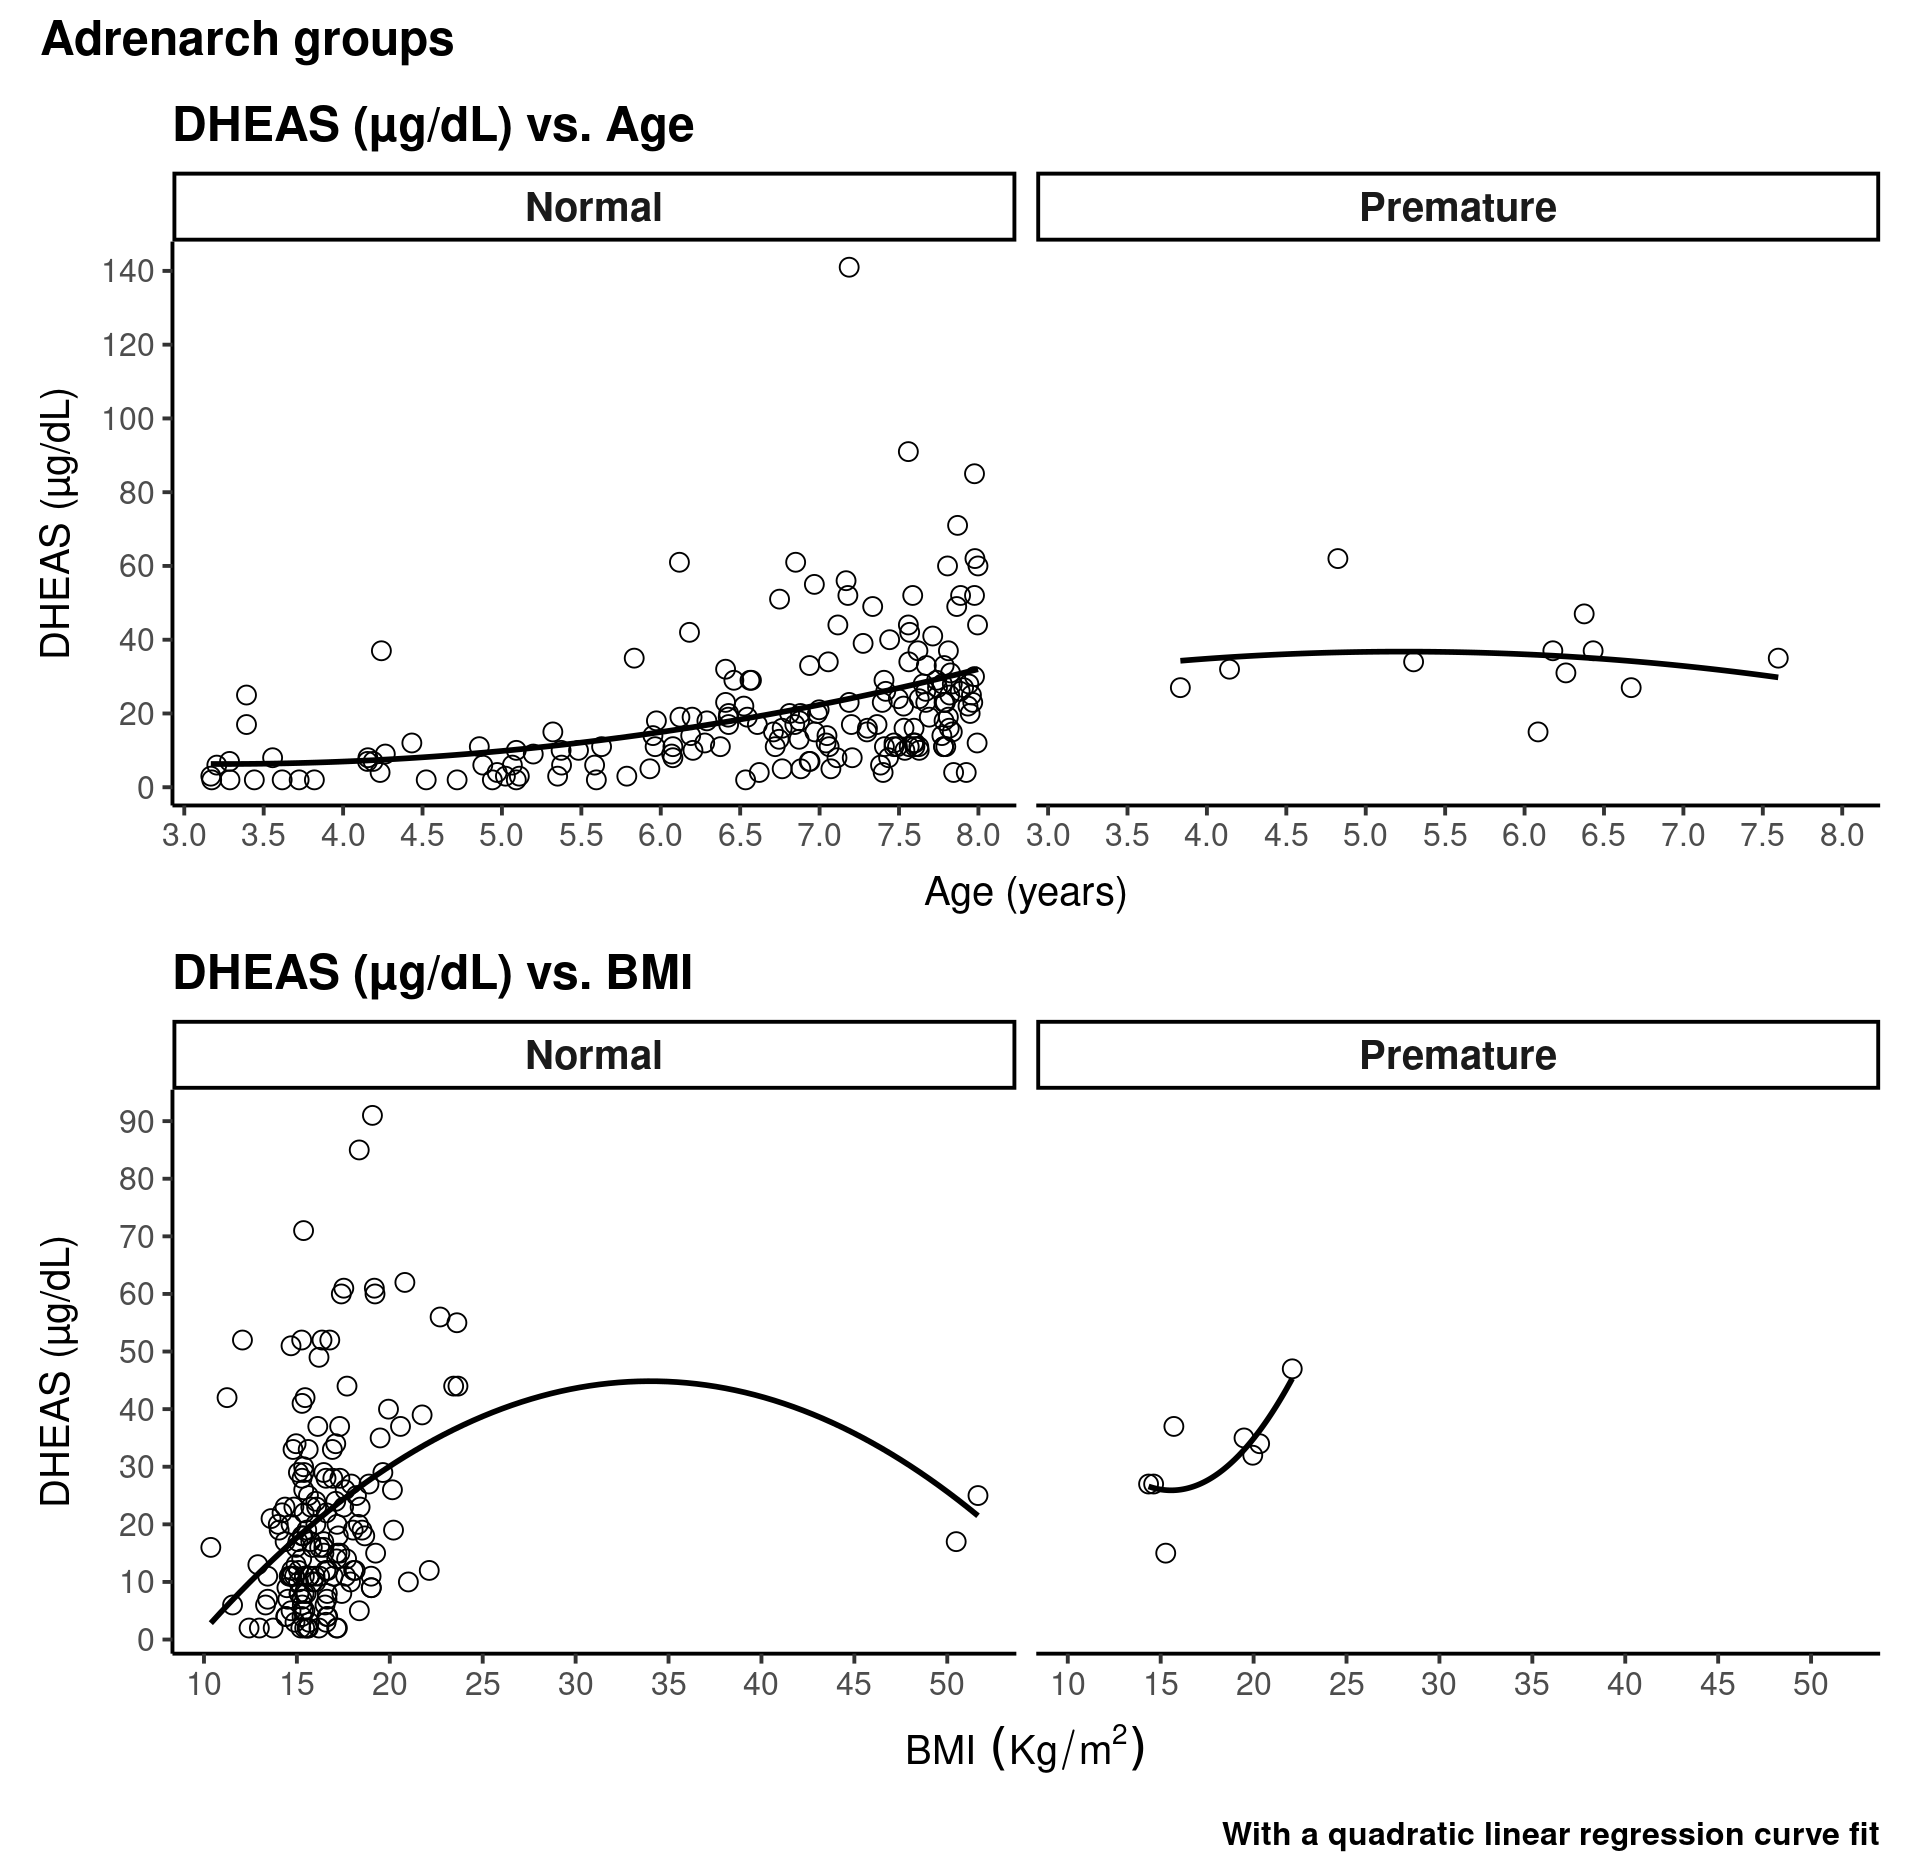 Adrenarch groups
DHEAS (µg/dL) vs. Age
Normal
Premature
DHEAS (µg/dL)
140
120
100
80
60
40
20
0
3.0 3.5 4.0 4.5 5.0 5.5 6.0 6.5 7.0 7.5 8.0
3.0 3.5 4.0 4.5 5.0 5.5 6.0 6.5 7.0 7.5 8.0
Age (years)
DHEAS (µg/dL) vs. BMI
Normal
Premature
DHEAS (µg/dL)
90
80
70
60
50
40
30
20
10
0
10 15 20 25 30 35 40 45 50
10 15 20 25 30 35 40 45 50
BMI (Kg/m²)
With a quadratic linear regression curve fit